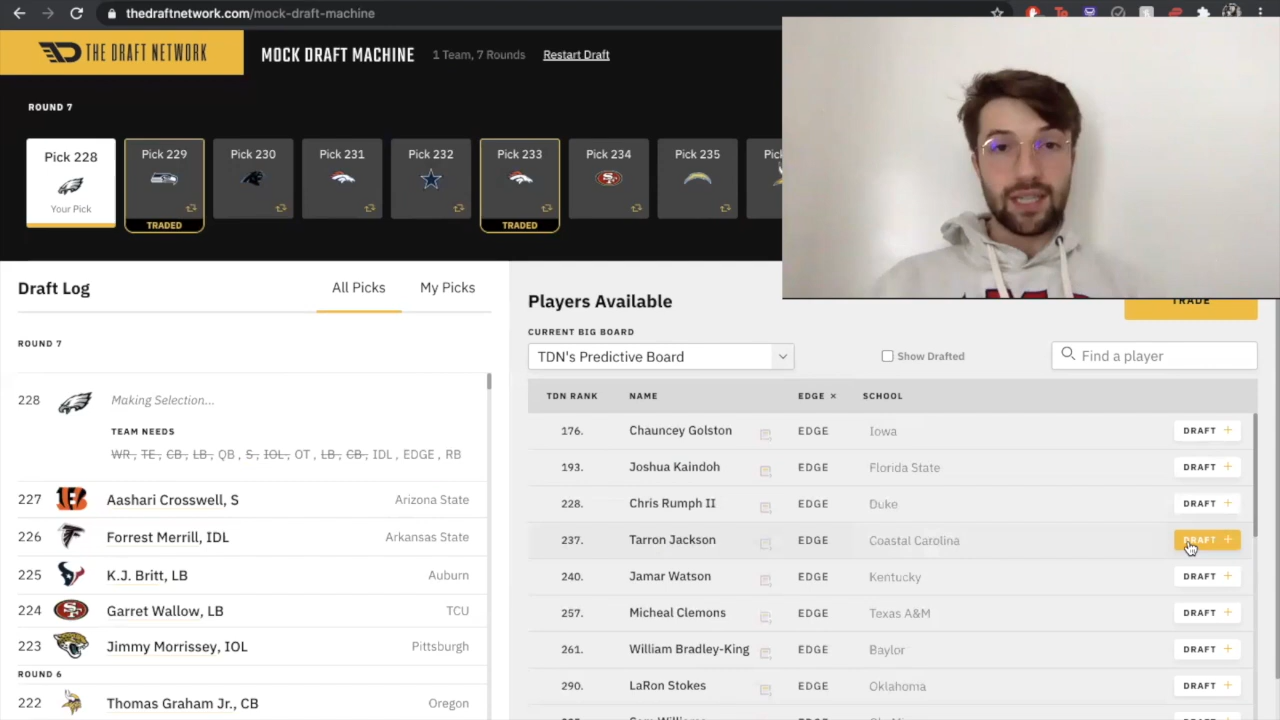 thedraftnetwork.com/mock-draft-machine
THE DRAFT NETWORK
MOCK DRAFT MACHINE
1 Team, 7 Rounds
Restart Draft
ROUND 7
Pick 228
Your Pick
Pick 229
TRADED
Pick 230
Pick 231
Pick 232
Pick 233
TRADED
Pick 234
Pick 235
Draft Log
All Picks
My Picks
ROUND 7
228
Making Selection...
TEAM NEEDS
WR , TE , CB , LB , QB , S , IOL , OT , LB , CB , IDL , EDGE , RB
227 Aashari Crosswell, S Arizona State
226 Forrest Merrill, IDL Arkansas State
225 K.J. Britt, LB Auburn
224 Garret Wallow, LB TCU
223 Jimmy Morrissey, IOL Pittsburgh
ROUND 6
222 Thomas Graham Jr., CB Oregon
Players Available
TRADE
CURRENT BIG BOARD
TDN's Predictive Board
Show Drafted
Find a player
TDN RANK NAME EDGE × SCHOOL
176. Chauncey Golston EDGE Iowa DRAFT +
193. Joshua Kaindoh EDGE Florida State DRAFT +
228. Chris Rumph II EDGE Duke DRAFT +
237. Tarron Jackson EDGE Coastal Carolina DRAFT +
240. Jamar Watson EDGE Kentucky DRAFT +
257. Micheal Clemons EDGE Texas A&M DRAFT +
261. William Bradley-King EDGE Baylor DRAFT +
290. LaRon Stokes EDGE Oklahoma DRAFT +